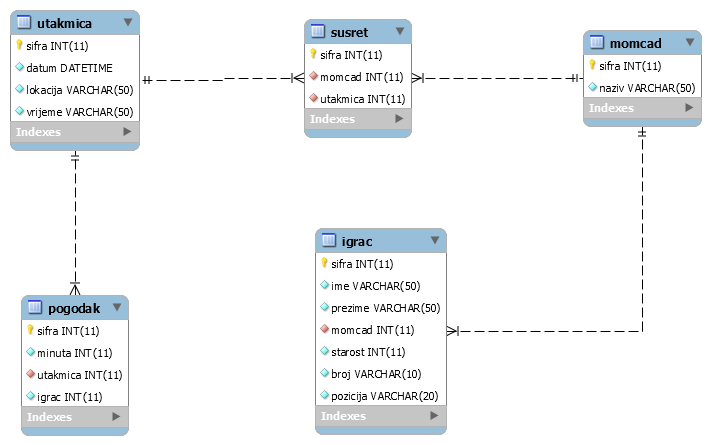 utakmica
sifra INT(11)
datum DATETIME
lokacija VARCHAR(50)
vrijeme VARCHAR(50)
Indexes
susret
sifra INT(11)
momcad INT(11)
utakmica INT(11)
Indexes
momcad
sifra INT(11)
naziv VARCHAR(50)
Indexes
igrac
sifra INT(11)
ime VARCHAR(50)
prezime VARCHAR(50)
momcad INT(11)
starost INT(11)
broj VARCHAR(10)
pozicija VARCHAR(20)
Indexes
pogodak
sifra INT(11)
minuta INT(11)
utakmica INT(11)
igrac INT(11)
Indexes